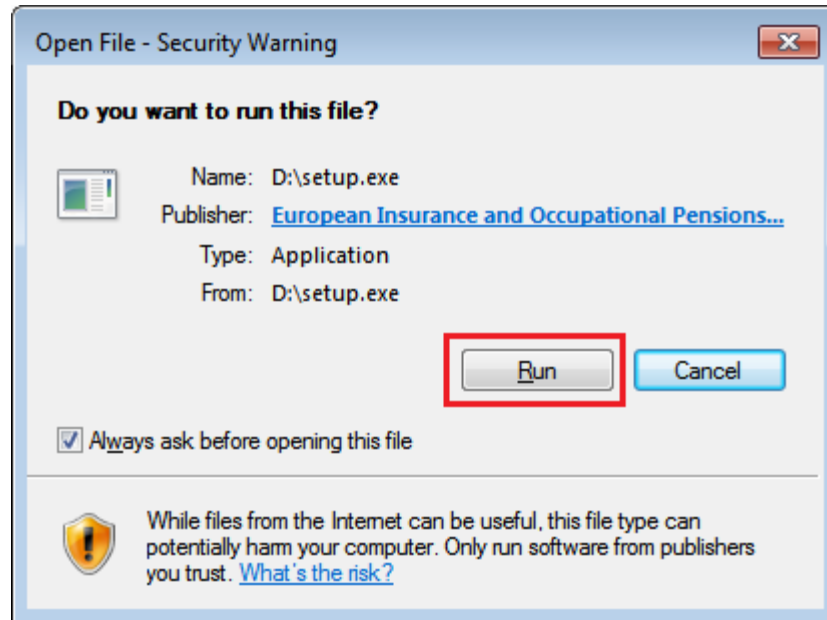 Open File - Security Warning
Do you want to run this file?
Name: D:\setup.exe
Publisher: European Insurance and Occupational Pensions...
Type: Application
From: D:\setup.exe
Run Cancel
Always ask before opening this file
While files from the Internet can be useful, this file type can
potentially harm your computer. Only run software from publishers
you trust. What's the risk?